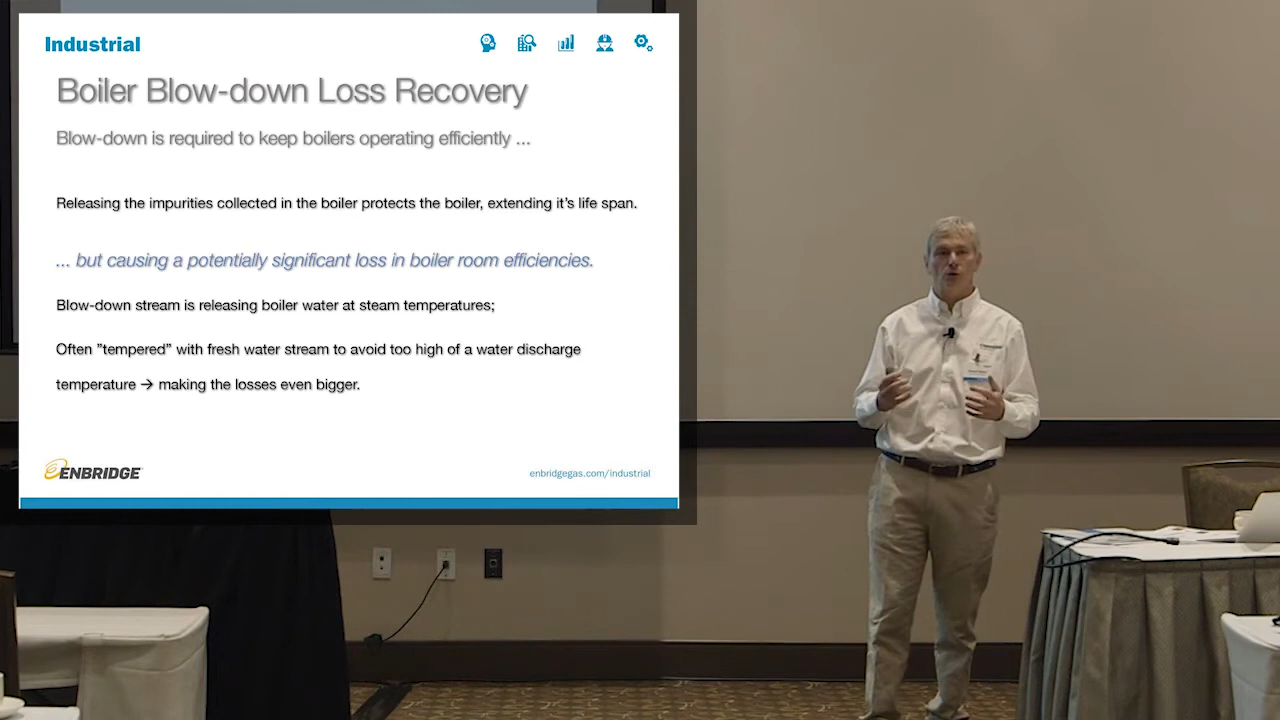 Industrial
Boiler Blow-down Loss Recovery
Blow-down is required to keep boilers operating efficiently ...
Releasing the impurities collected in the boiler protects the boiler, extending it’s life span.
... but causing a potentially significant loss in boiler room efficiencies.
Blow-down stream is releasing boiler water at steam temperatures;
Often ”tempered” with fresh water stream to avoid too high of a water discharge
temperature → making the losses even bigger.
ENBRIDGE
enbridgegas.com/industrial